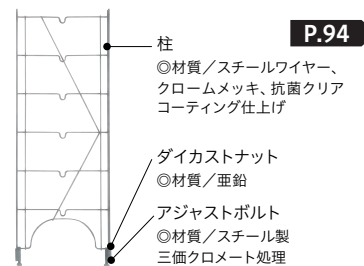 P.94
柱
◎材質／スチールワイヤー、
クロームメッキ、抗菌クリア
コーティング仕上げ
ダイカストナット
◎材質／亜鉛
アジャストボルト
◎材質／スチール製
三価クロメート処理